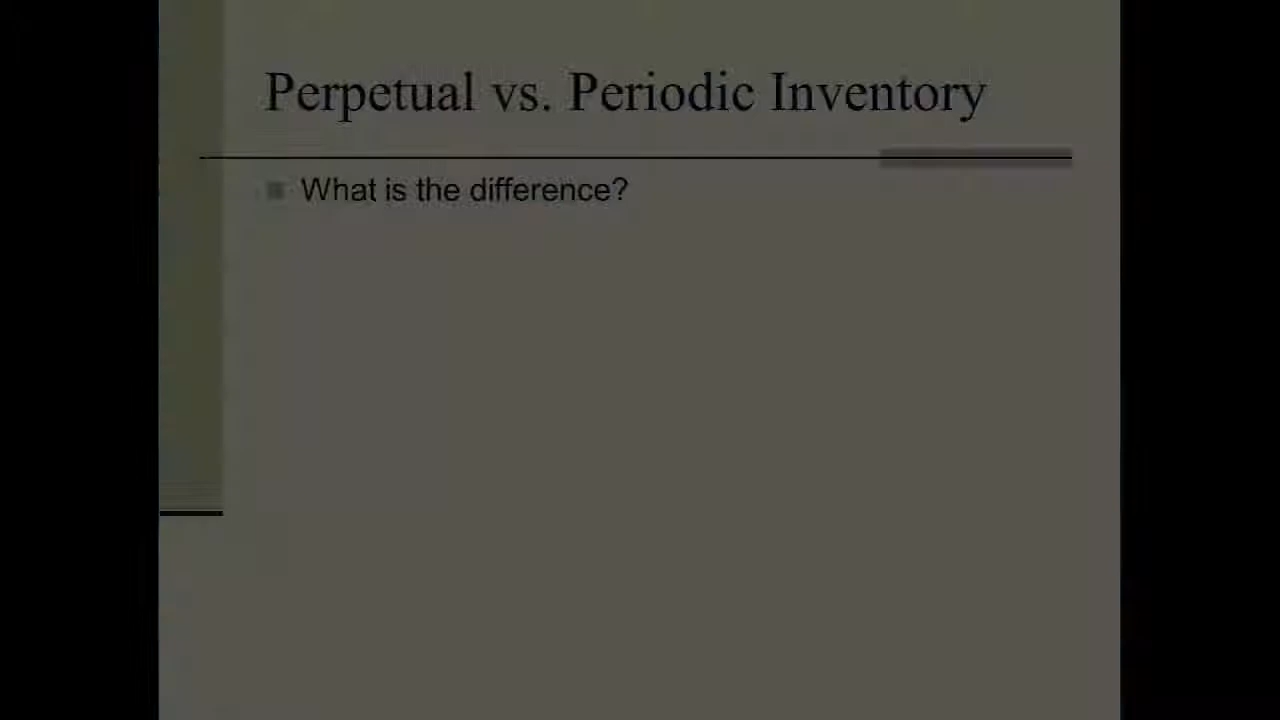 Perpetual vs. Periodic Inventory
What is the difference?